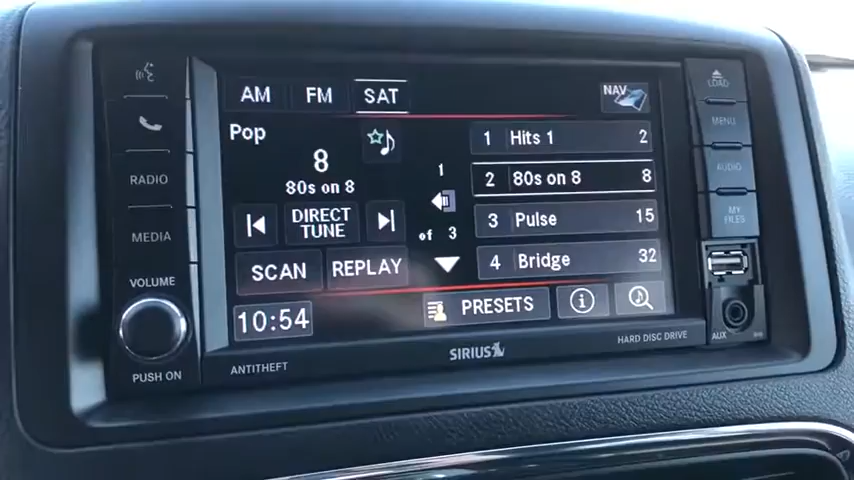 RADIO
MEDIA
VOLUME
PUSH ON
AM FM SAT
NAV
Pop
8
80s on 8
DIRECT
TUNE
SCAN REPLAY
10:54
1
of 3
1 Hits 1 2
2 80s on 8 8
3 Pulse 15
4 Bridge 32
PRESETS
i
ANTITHEFT
SIRIUS
HARD DISC DRIVE
LOAD
MENU
AUDIO
MY
FILES
AUX